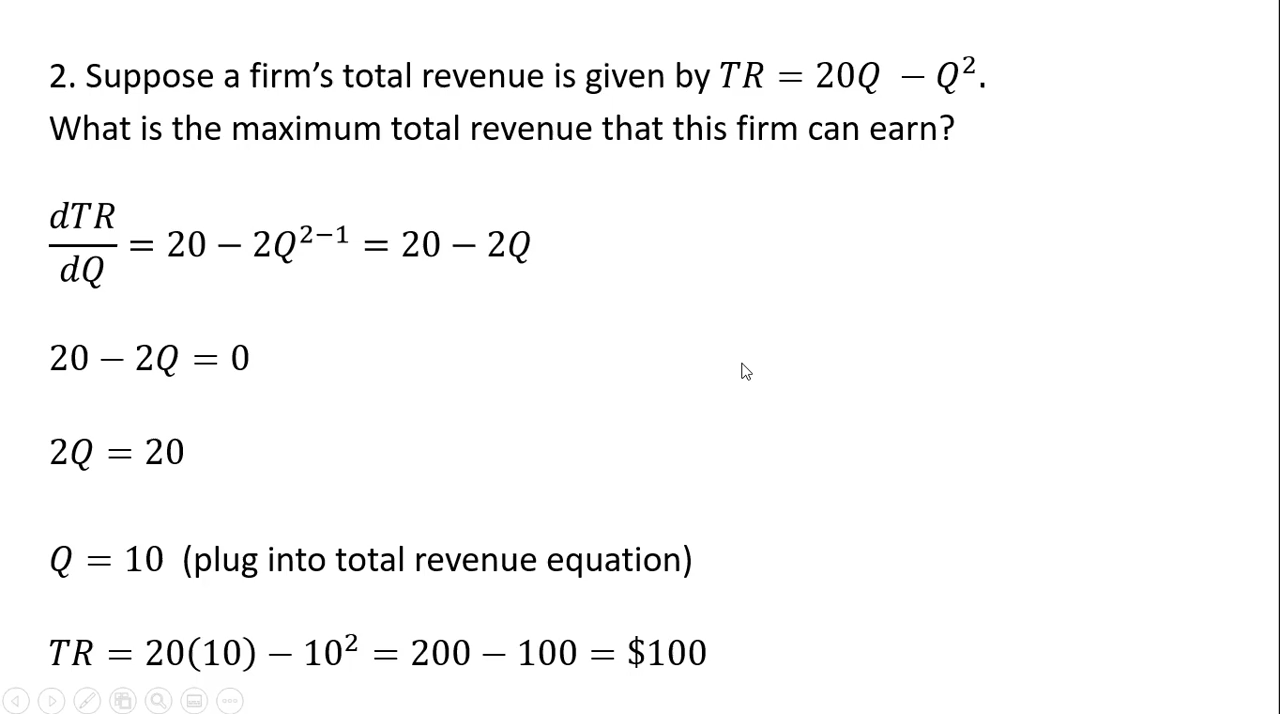 2. Suppose a firm’s total revenue is given by TR = 20Q − Q².
What is the maximum total revenue that this firm can earn?
dTR/dQ = 20 − 2Q²⁻¹ = 20 − 2Q
20 − 2Q = 0
2Q = 20
Q = 10 (plug into total revenue equation)
TR = 20(10) − 10² = 200 − 100 = $100